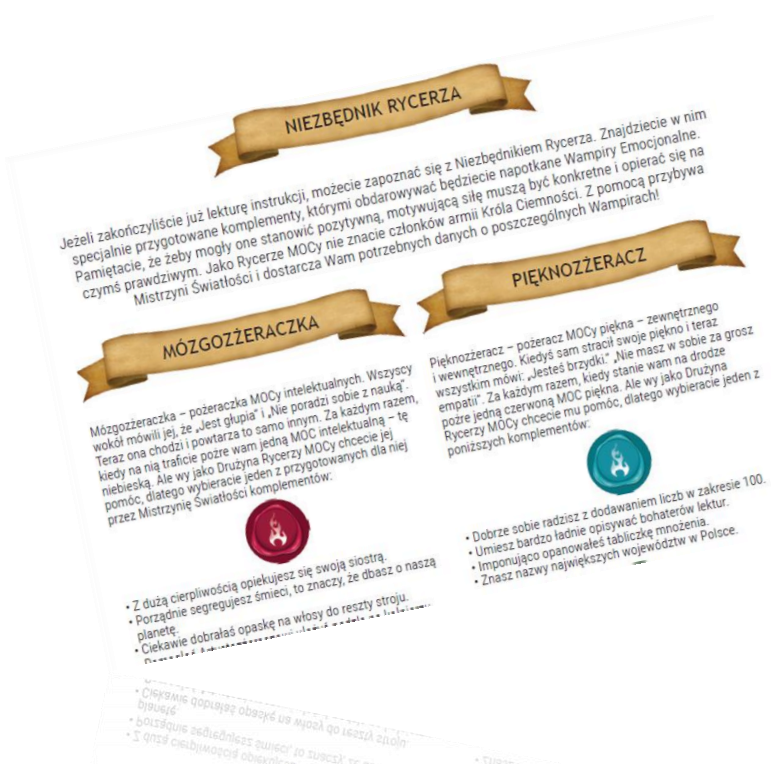 NIEZBĘDNIK RYCERZA
Jeżeli zakończyliście już lekturę instrukcji, możecie zapoznać się z Niezbędnikiem Rycerza. Znajdziecie w nim
specjalnie przygotowane komplementy, którymi obdarowywać będziecie napotkane Wampiry Emocjonalne.
Pamiętacie, że żeby mogły one stanowić pozytywną, motywującą siłę muszą być konkretne i opierać się na
czymś prawdziwym. Jako Rycerze MOCy nie znacie członków armii Króla Ciemności. Z pomocą przybywa
Mistrzyni Światłości i dostarcza Wam potrzebnych danych o poszczególnych Wampirach!
MÓZGOŻŻERACZKA
Mózgożżeraczka – pożeraczka MOCy intelektualnych. Wszyscy
wokół mówili jej, że „Jest głupia” i „Nie poradzi sobie z nauką”.
Teraz ona chodzi i powtarza to samo innym. Za każdym razem,
kiedy na nią traficie pożre wam jedną MOC intelektualną – tę
niebieską. Ale wy jako Drużyna Rycerzy MOCy chcecie jej
pomóc, dlatego wybieracie jeden z przygotowanych dla niej
przez Mistrzynię Światłości komplementów:
• Z dużą cierpliwością opiekujesz się swoją siostrą.
• Porządnie segregujesz śmieci, to znaczy, że dbasz o naszą
planetę.
• Ciekawie dobrałaś opaskę na włosy do reszty stroju.
PIĘKNOŻŻERACZ
Pięknożżeracz – pożeracz MOCy piękna – zewnętrznego
i wewnętrznego. Kiedyś sam stracił swoje piękno i teraz
wszystkim mówi: „Jesteś brzydki.” „Nie masz w sobie za grosz
empatii”. Za każdym razem, kiedy stanie wam na drodze
pożre jedną czerwoną MOC piękna. Ale wy jako Drużyna
Rycerzy MOCy chcecie mu pomóc, dlatego wybieracie jeden z
poniższych komplementów:
• Dobrze sobie radzisz z dodawaniem liczb w zakresie 100.
• Umiesz bardzo ładnie opisywać bohaterów lektur.
• Imponująco opanowałeś tabliczkę mnożenia.
• Znasz nazwy największych województw w Polsce.